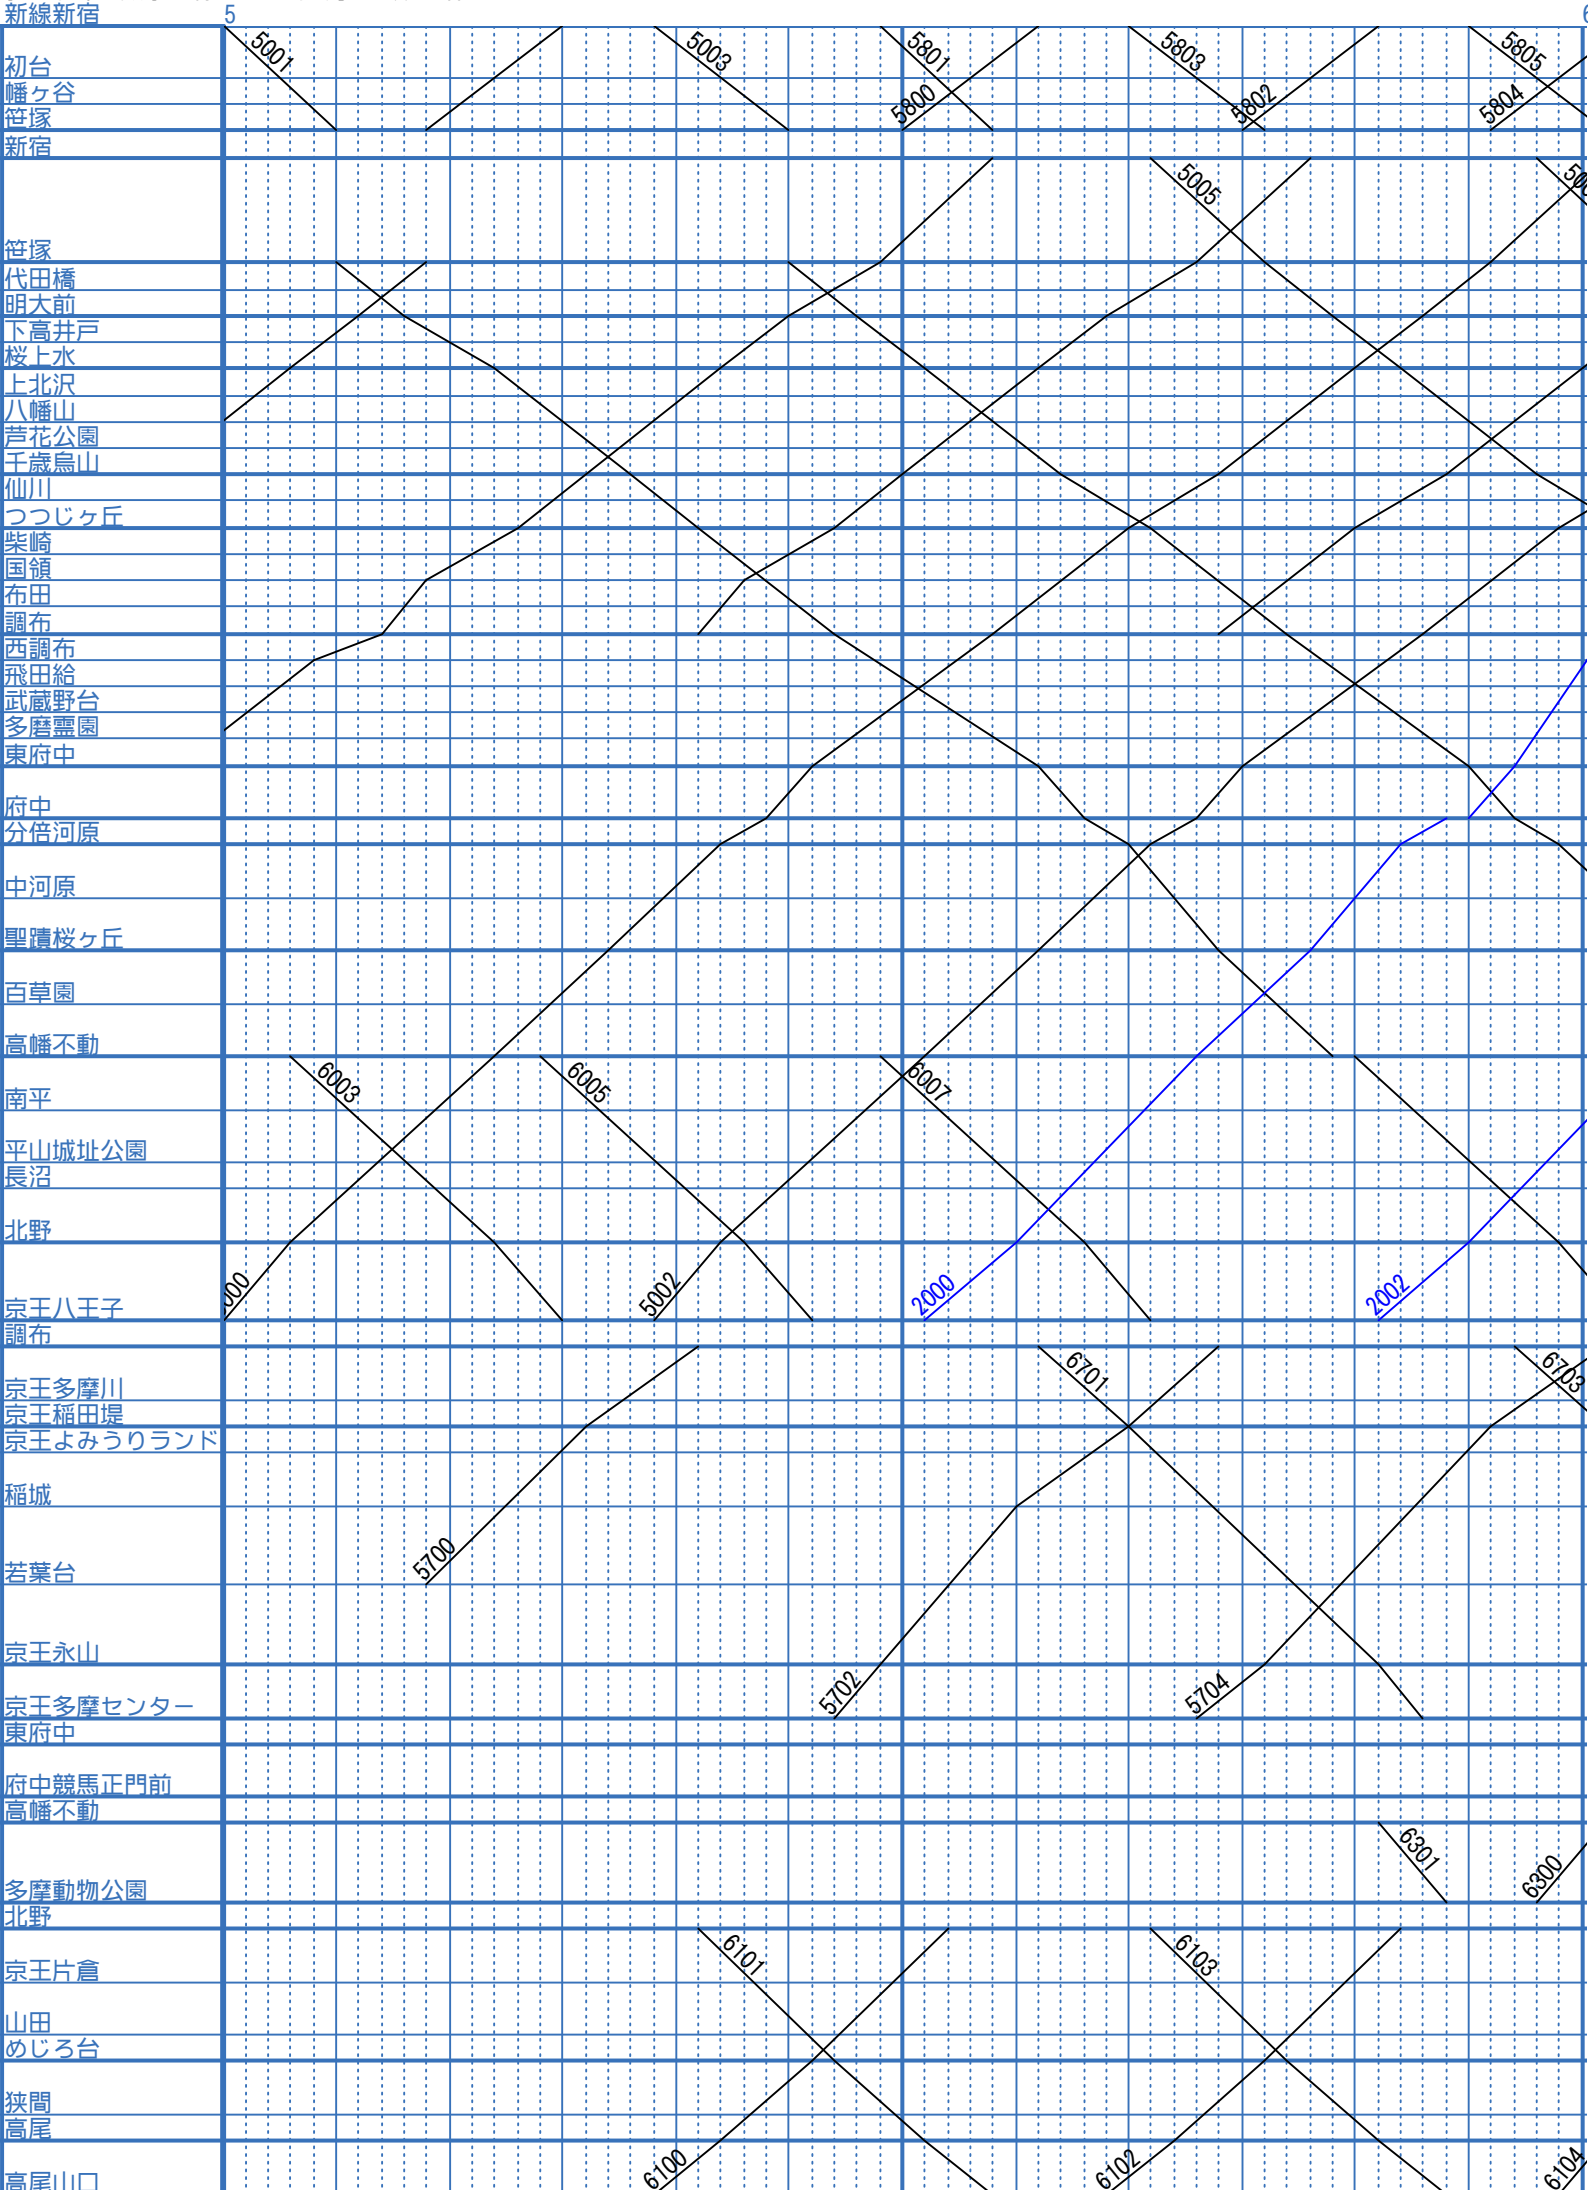 新線新宿 5 6
初台 5001 5003 5801 5803 5805
幡ヶ谷 5800 5802 5804
笹塚
新宿
5005
笹塚
代田橋
明大前
下高井戸
桜上水
上北沢
八幡山
芦花公園
千歳烏山
仙川
つつじヶ丘
柴崎
国領
布田
調布
西調布
飛田給
武蔵野台
多磨霊園
東府中
府中
分倍河原
中河原
聖蹟桜ヶ丘
百草園
高幡不動
6003 6005 6007
南平
平山城址公園
長沼
北野
京王八王子 000 5002 2000 2002
調布
京王多摩川 6701 6703
京王稲田堤
京王よみうりランド
稲城
若葉台 5700
京王永山
京王多摩センター 5702 5704
東府中
府中競馬正門前
高幡不動
6301
多摩動物公園 6300
北野
京王片倉 6101 6103
山田
めじろ台
狭間
高尾
高尾山口 6100 6102 6104